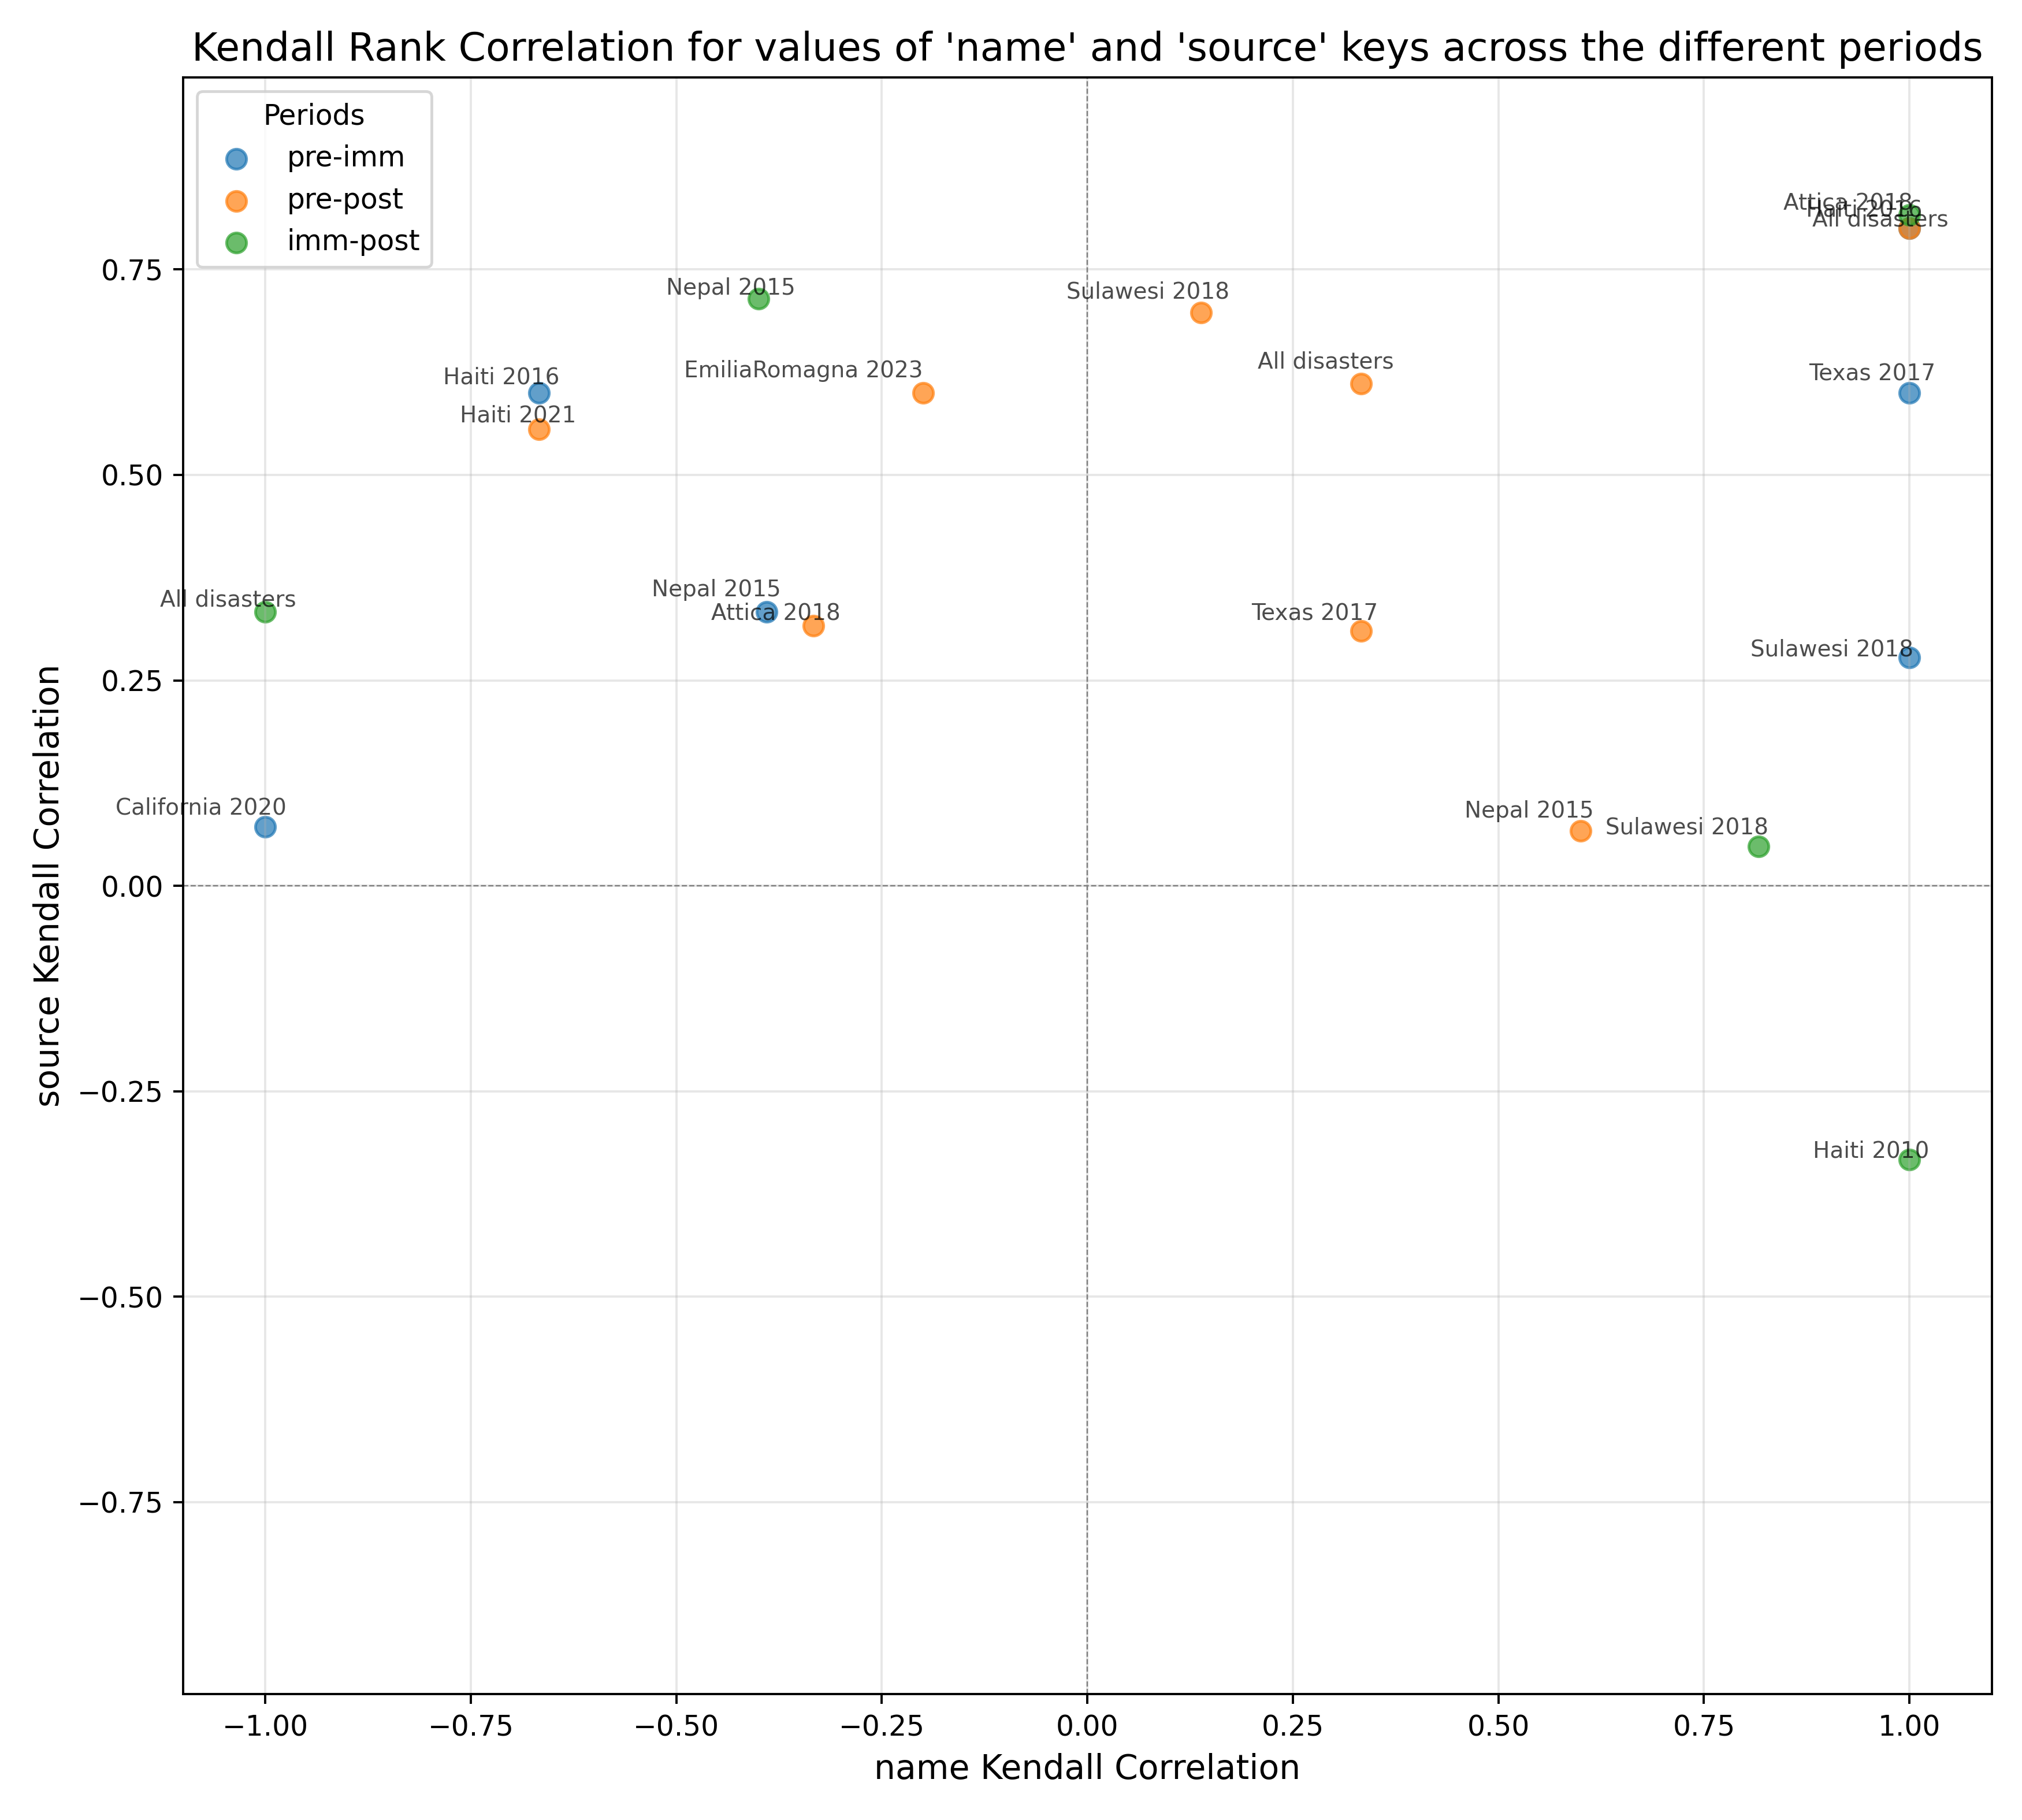 Kendall Rank Correlation for values of 'name' and 'source' keys across the different periods
Periods
pre-imm
pre-post
imm-post
Attica 2018
Haiti 2016
All disasters
0.75
Nepal 2015
Sulawesi 2018
EmiliaRomagna 2023
All disasters
Texas 2017
Haiti 2016
Haiti 2021
0.50
Nepal 2015
Attica 2018
All disasters
Texas 2017
Sulawesi 2018
0.25
California 2020
Nepal 2015
Sulawesi 2018
0.00
source Kendall Correlation
−0.25
Haiti 2010
−0.50
−0.75
−1.00 −0.75 −0.50 −0.25 0.00 0.25 0.50 0.75 1.00
name Kendall Correlation